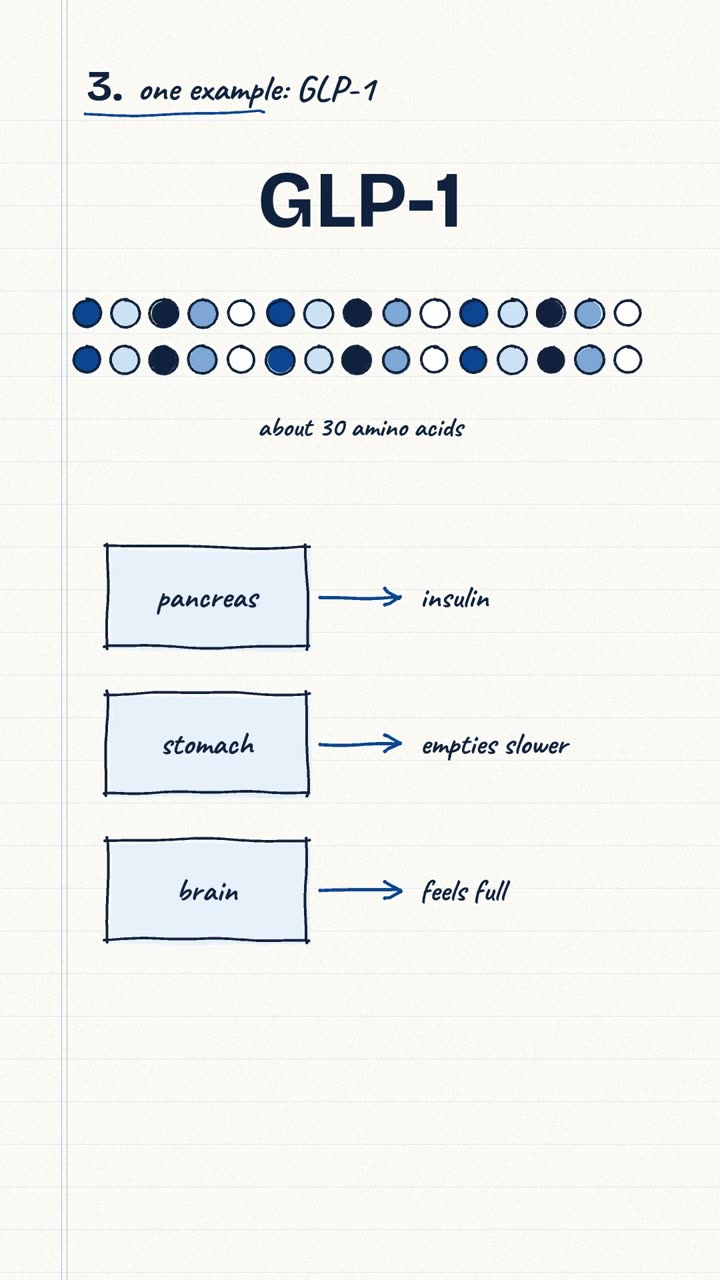 3. one example: GLP-1
GLP-1
about 30 amino acids
pancreas
insulin
stomach
empties slower
brain
feels full